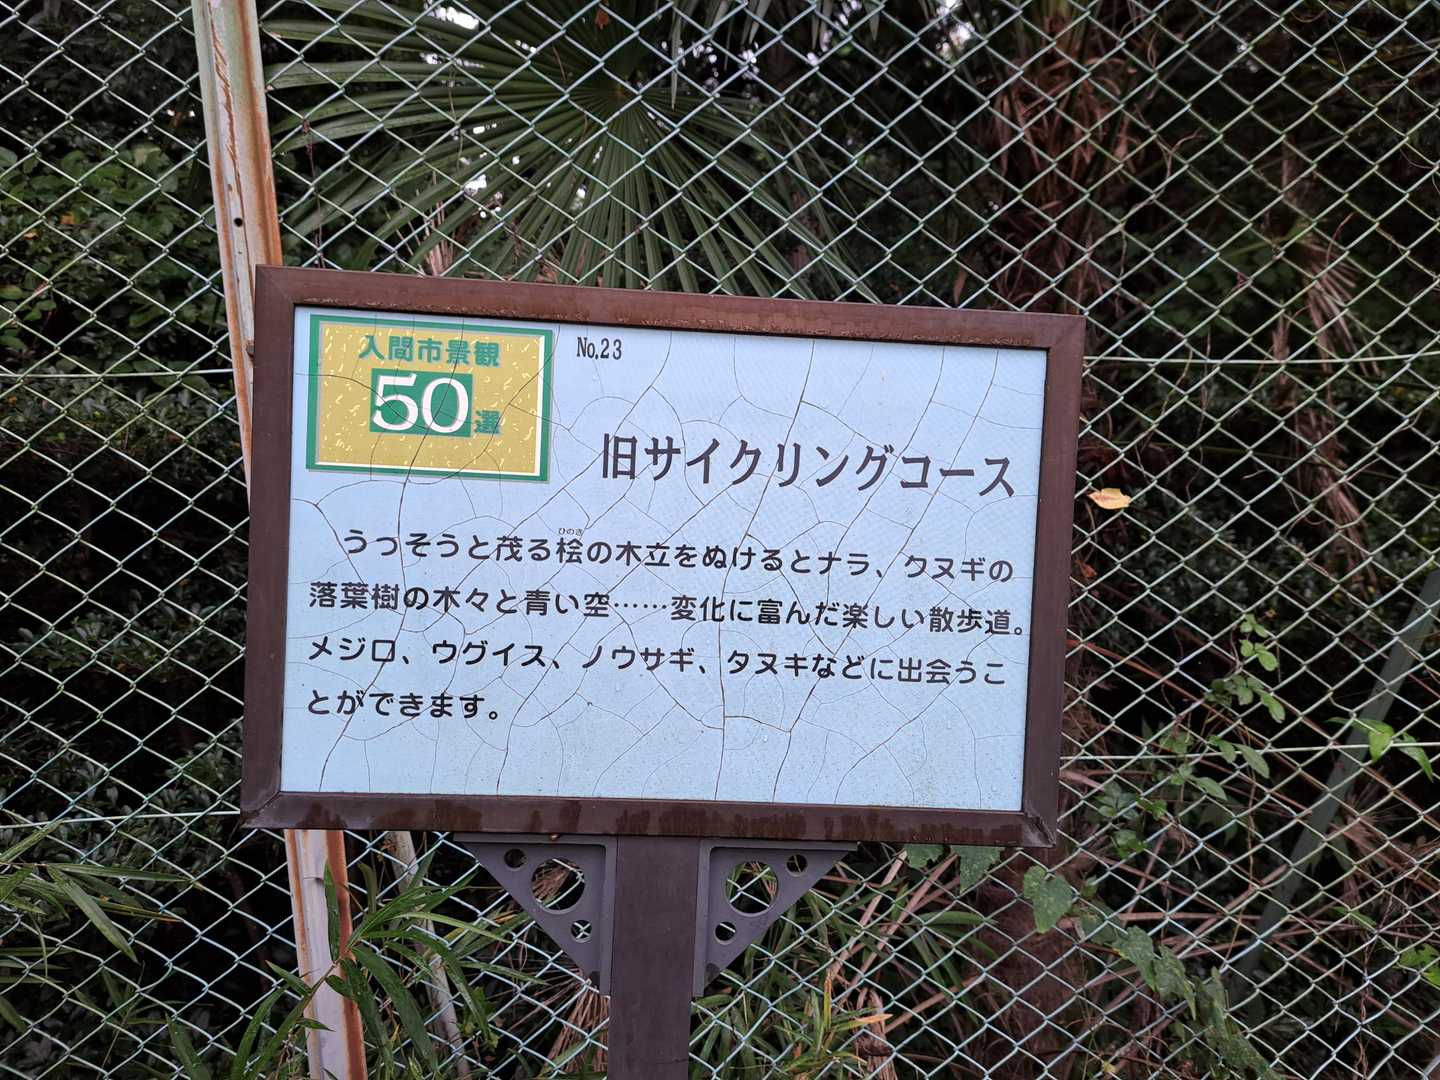 入間市景観
50選
No.23
旧サイクリングコース
うっそうと茂る桧の木立をぬけるとナラ、クヌギの
ひのき
落葉樹の木々と青い空……変化に富んだ楽しい散歩道。
メジロ、ウグイス、ノウサギ、タヌキなどに出会うこ
とができます。